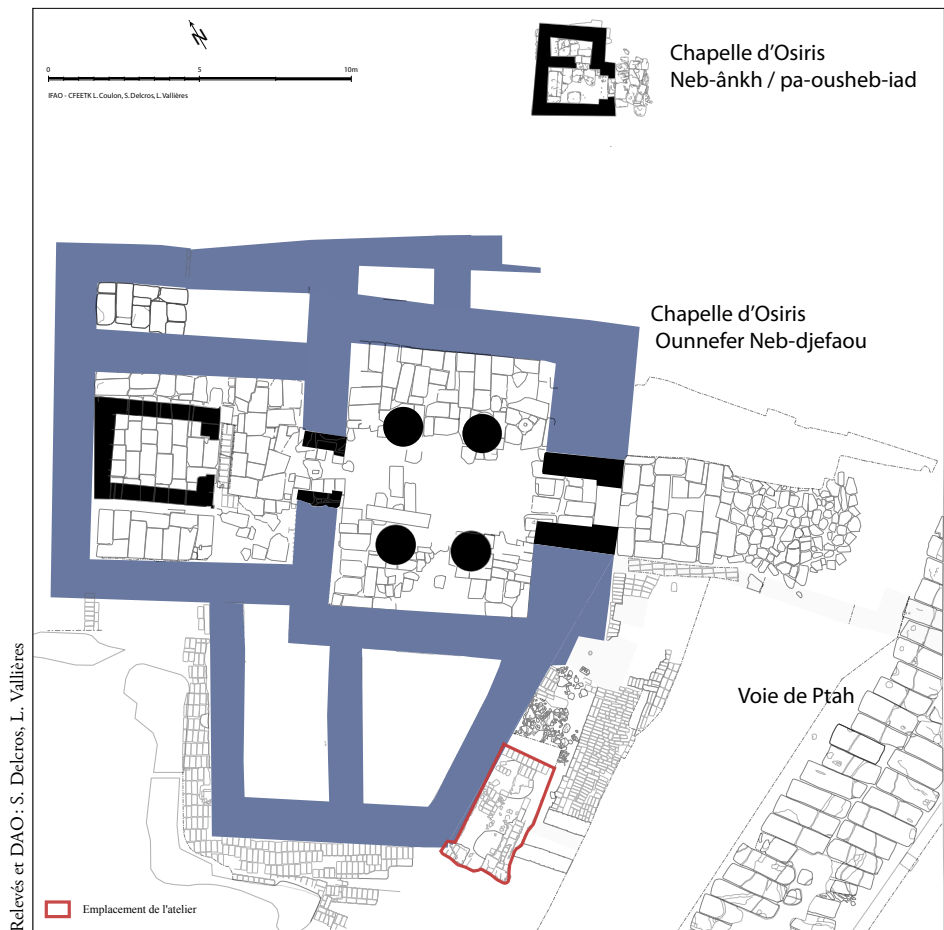 N
0
5
10m
IFAO - CFEETK L. Coulon, S. Delcros, L. Vallières
Chapelle d'Osiris
Neb-ânkh / pa-ousheb-iad
Chapelle d'Osiris
Ounnefer Neb-djefaou
Voie de Ptah
Emplacement de l'atelier
Relevés et DAO : S. Delcros, L. Vallières